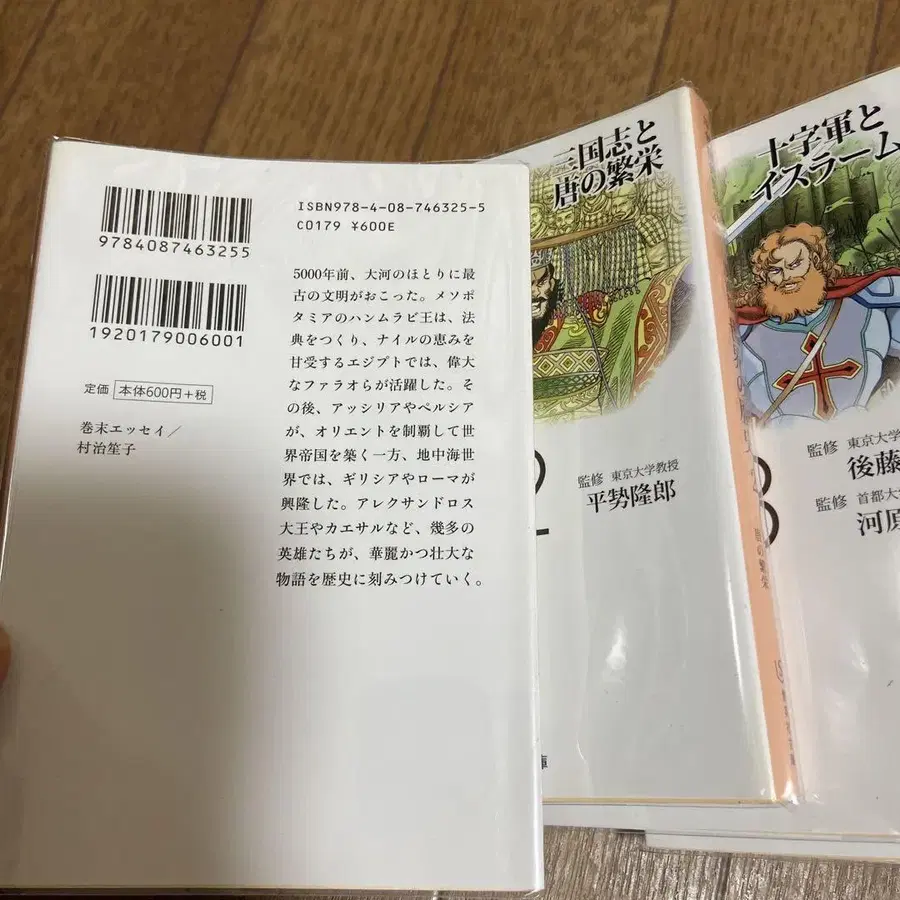 ISBN978-4-08-746325-5
C0179 ¥600E
9784087463255
1920179006001
定価 本体600円+税
巻末エッセイ/
村治笙子
5000年前、大河のほとりに最
古の文明がおこった。メソポ
タミアのハンムラビ王は、法
典をつくり、ナイルの恵みを
甘受するエジプトでは、偉大
なファラオらが活躍した。そ
の後、アッシリアやペルシア
が、オリエントを制覇して世
界帝国を築く一方、地中海世
界では、ギリシアやローマが
興隆した。アレクサンドロス
大王やカエサルなど、幾多の
英雄たちが、華麗かつ壮大な
物語を歴史に刻みつけていく。
三国志と
唐の繁栄
監修 東京大学教授
平勢隆郎
庫
唐の繁栄
十字軍と
イスラーム
監修 東京大学
後藤
監修 首都大
河原